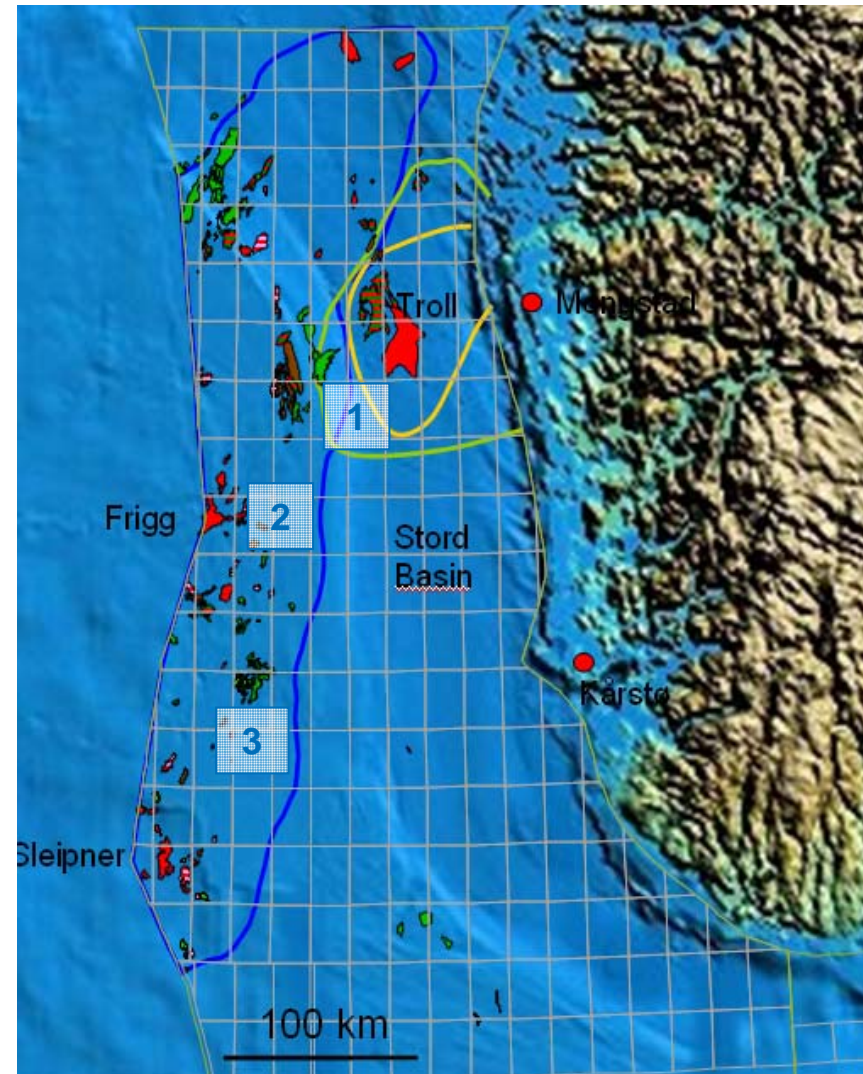 Troll
Mongstad
1
Frigg
2
Stord
Basin
Kårstø
3
Sleipner
100 km